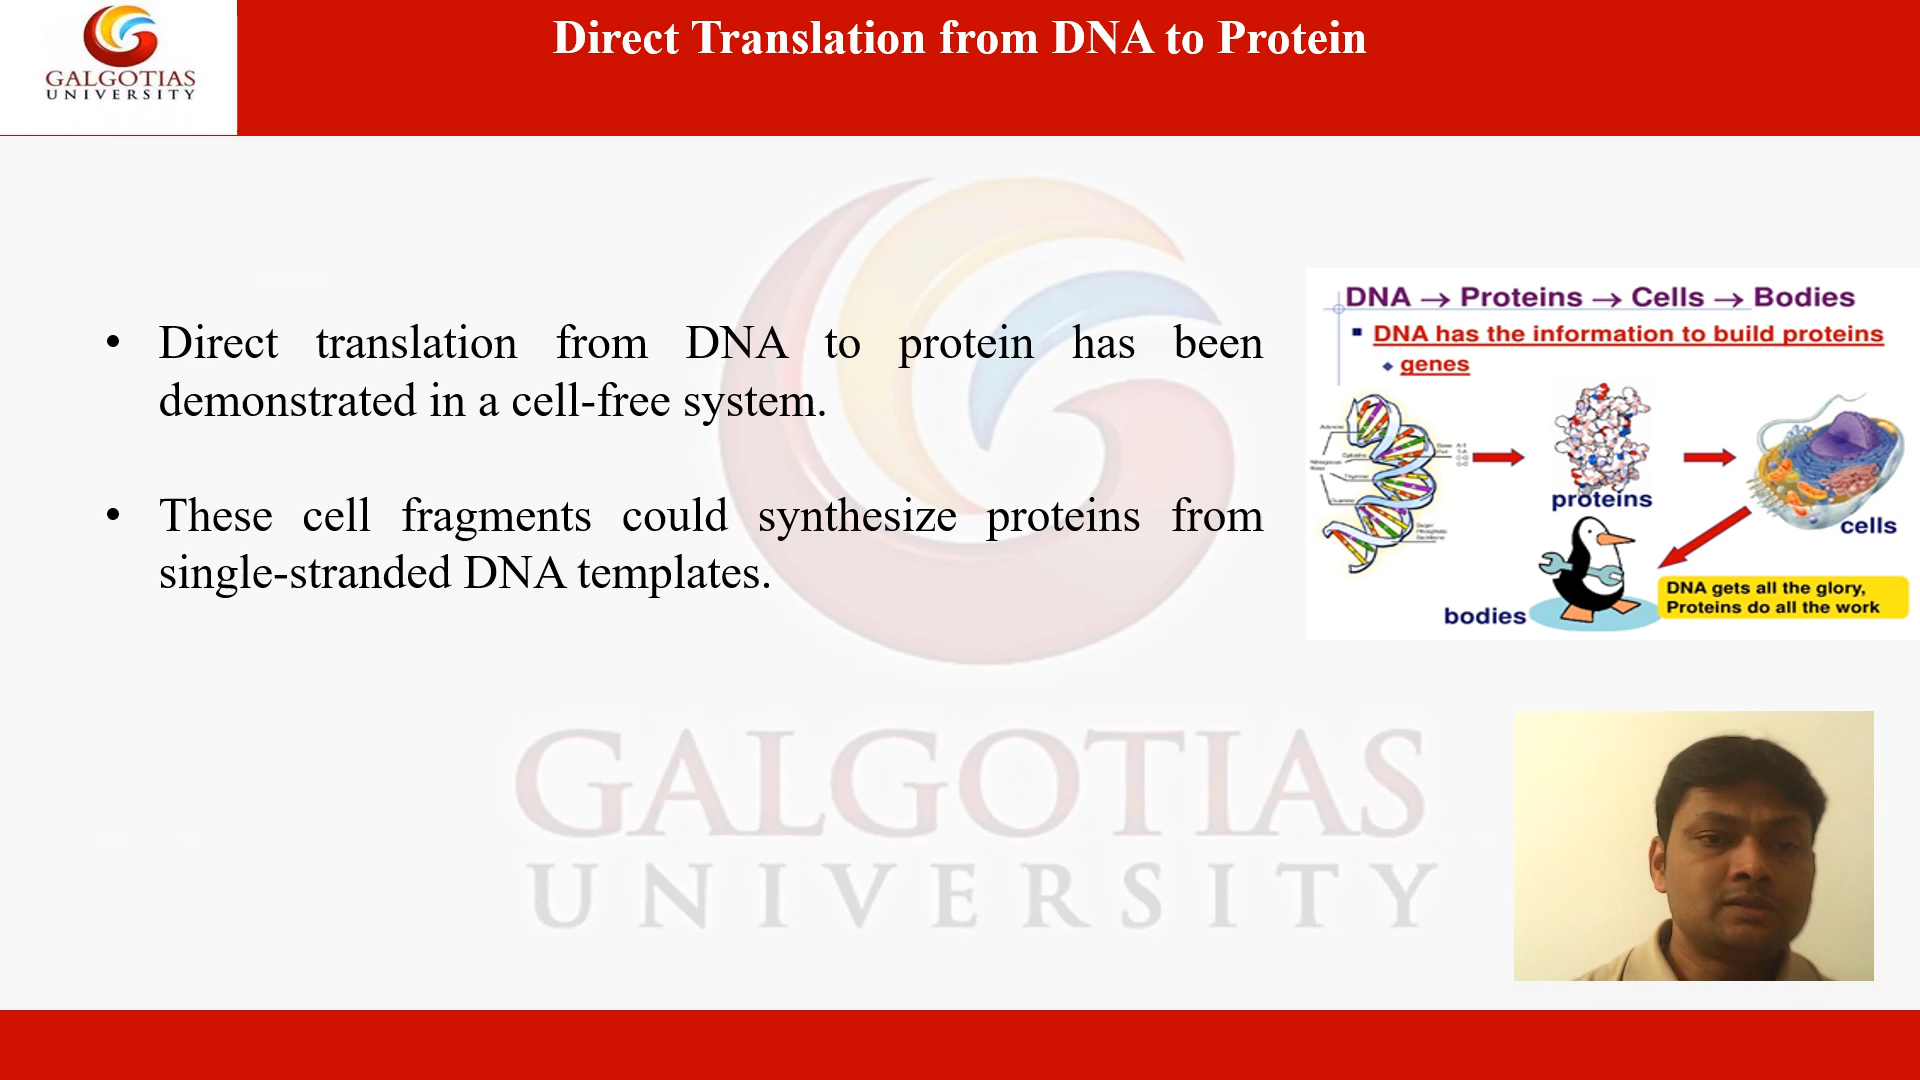 GALGOTIAS
UNIVERSITY
Direct Translation from DNA to Protein
• Direct translation from DNA to protein has been
demonstrated in a cell-free system.
• These cell fragments could synthesize proteins from
single-stranded DNA templates.
DNA → Proteins → Cells → Bodies
DNA has the information to build proteins
genes
proteins
cells
bodies
DNA gets all the glory,
Proteins do all the work
GALGOTIAS
UNIVERSITY